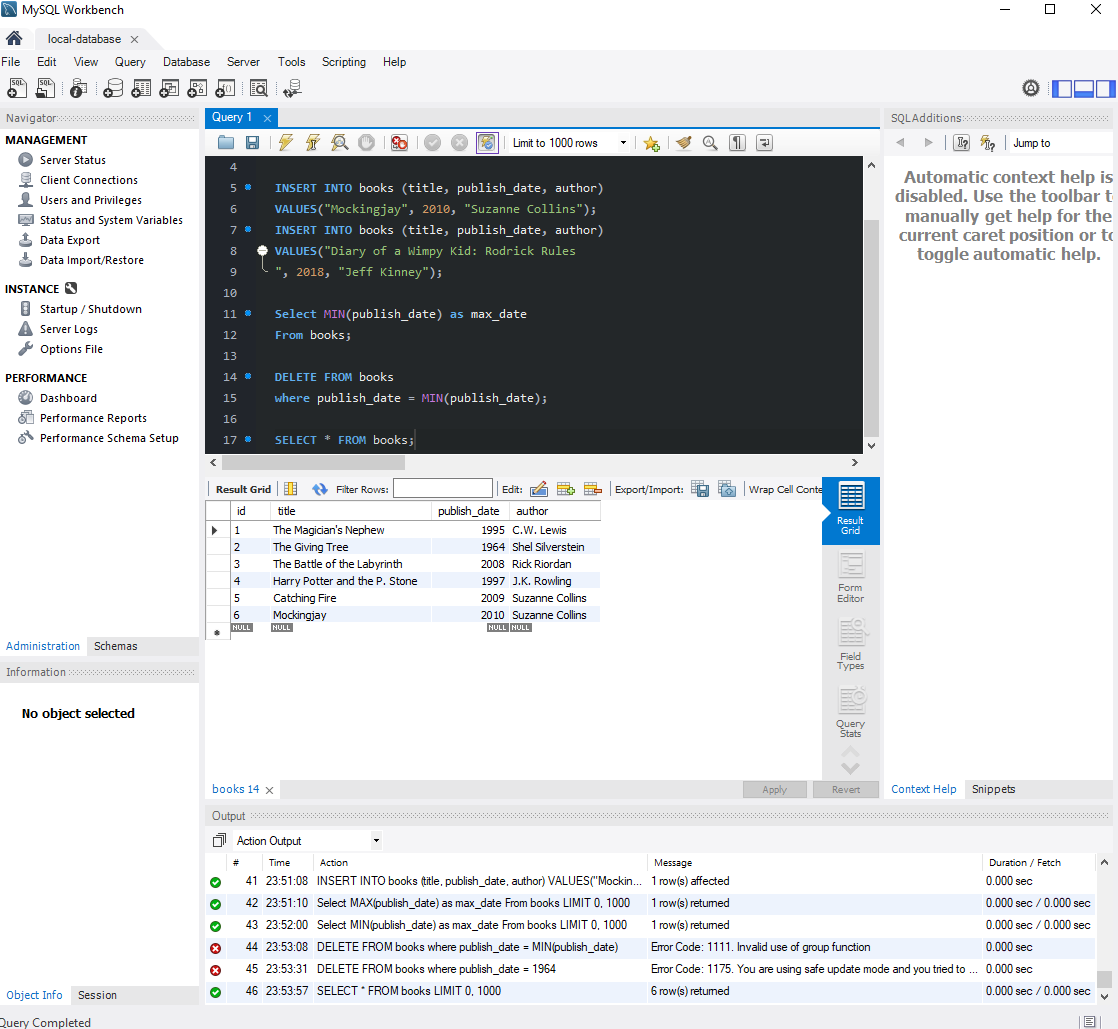 MySQL Workbench
local-database
File Edit View Query Database Server Tools Scripting Help
Navigator
MANAGEMENT
Server Status
Client Connections
Users and Privileges
Status and System Variables
Data Export
Data Import/Restore
INSTANCE
Startup / Shutdown
Server Logs
Options File
PERFORMANCE
Dashboard
Performance Reports
Performance Schema Setup
Administration Schemas
Information
No object selected
Object Info Session
Query Completed
Query 1
Limit to 1000 rows
4
5 INSERT INTO books (title, publish_date, author)
6 VALUES("Mockingjay", 2010, "Suzanne Collins");
7 INSERT INTO books (title, publish_date, author)
8 VALUES("Diary of a Wimpy Kid: Rodrick Rules
9 ", 2018, "Jeff Kinney");
10
11 Select MIN(publish_date) as max_date
12 From books;
13
14 DELETE FROM books
15 where publish_date = MIN(publish_date);
16
17 SELECT * FROM books;
Result Grid Filter Rows: Edit: Export/Import: Wrap Cell Conte
id title publish_date author
1 The Magician's Nephew 1995 C.W. Lewis
2 The Giving Tree 1964 Shel Silverstein
3 The Battle of the Labyrinth 2008 Rick Riordan
4 Harry Potter and the P. Stone 1997 J.K. Rowling
5 Catching Fire 2009 Suzanne Collins
6 Mockingjay 2010 Suzanne Collins
NULL NULL NULL NULL
Result
Grid
Form
Editor
Field
Types
Query
Stats
books 14 Apply Revert
SQLAdditions
Jump to
Automatic context help is
disabled. Use the toolbar t
manually get help for the
current caret position or to
toggle automatic help.
Context Help Snippets
Output
Action Output
# Time Action Message Duration / Fetch
41 23:51:08 INSERT INTO books (title, publish_date, author) VALUES("Mockin... 1 row(s) affected 0.000 sec
42 23:51:10 Select MAX(publish_date) as max_date From books LIMIT 0, 1000 1 row(s) returned 0.000 sec / 0.000 sec
43 23:52:00 Select MIN(publish_date) as max_date From books LIMIT 0, 1000 1 row(s) returned 0.000 sec / 0.000 sec
44 23:53:08 DELETE FROM books where publish_date = MIN(publish_date) Error Code: 1111. Invalid use of group function 0.000 sec
45 23:53:31 DELETE FROM books where publish_date = 1964 Error Code: 1175. You are using safe update mode and you tried to ... 0.000 sec
46 23:53:57 SELECT * FROM books LIMIT 0, 1000 6 row(s) returned 0.000 sec / 0.000 sec